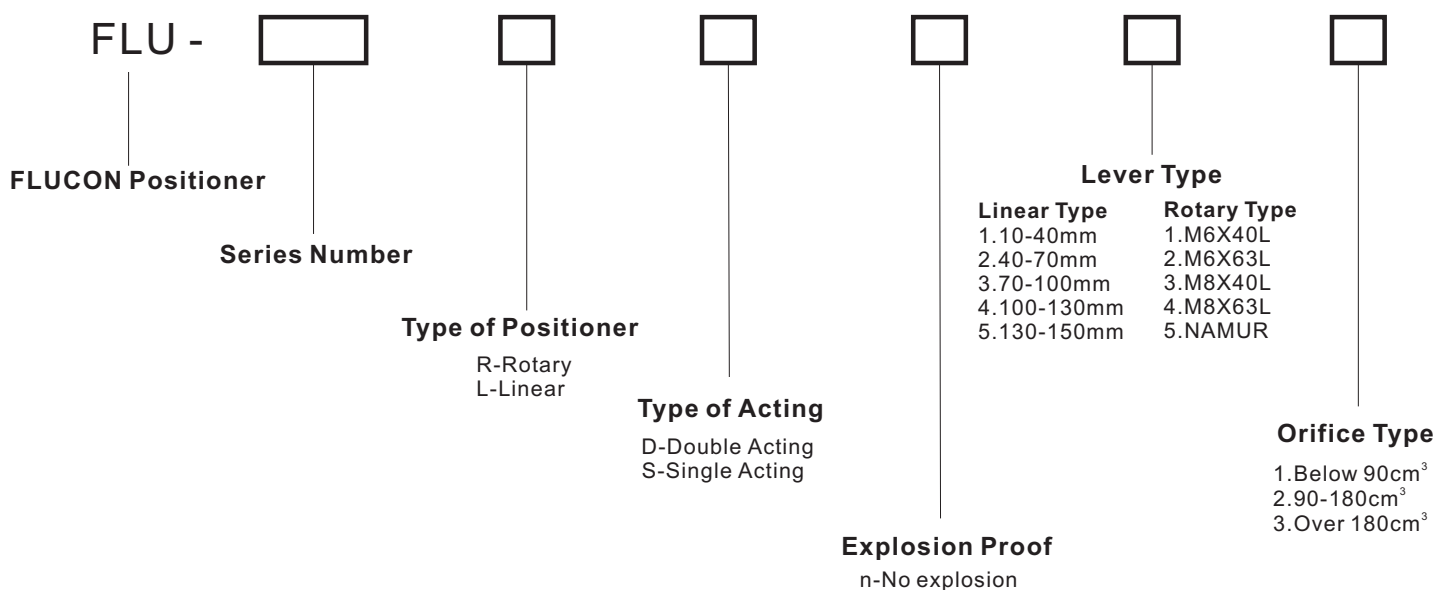 FLU -
FLUCON Positioner
Series Number
Type of Positioner
R-Rotary
L-Linear
Type of Acting
D-Double Acting
S-Single Acting
Explosion Proof
n-No explosion
Lever Type
Linear Type
1.10-40mm
2.40-70mm
3.70-100mm
4.100-130mm
5.130-150mm
Rotary Type
1.M6X40L
2.M6X63L
3.M8X40L
4.M8X63L
5.NAMUR
Orifice Type
1.Below 90cm³
2.90-180cm³
3.Over 180cm³